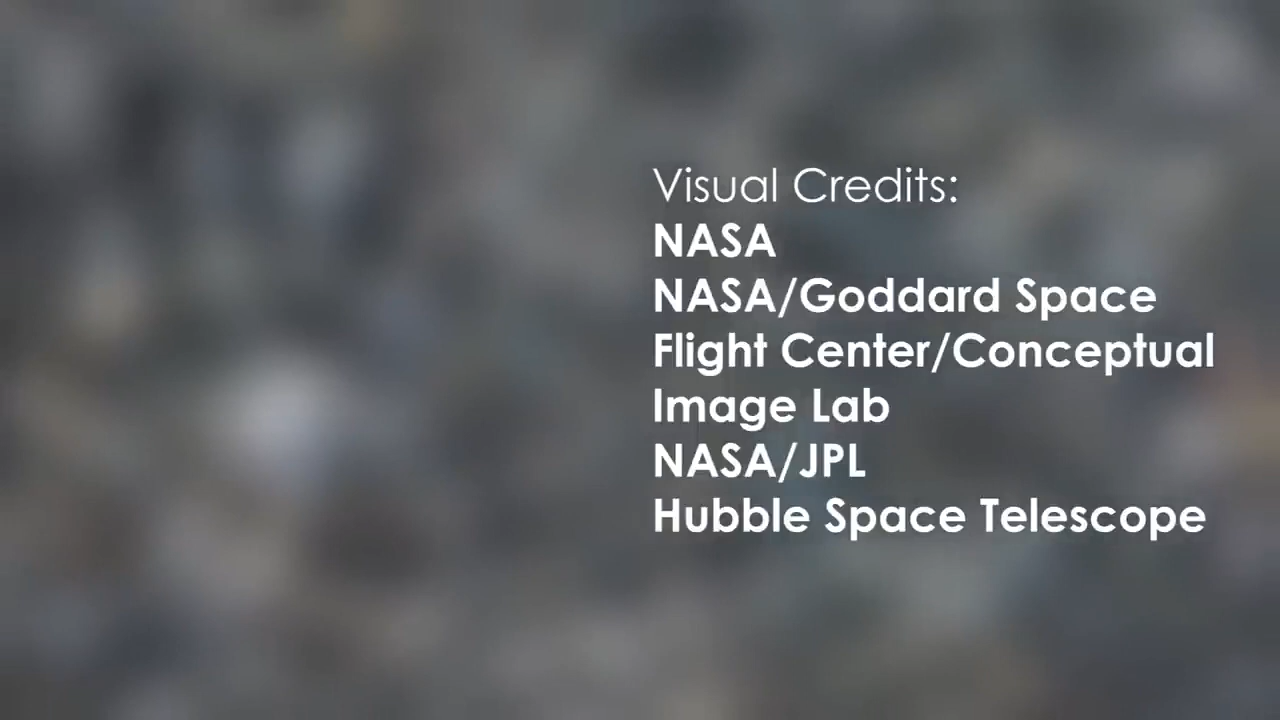 Visual Credits:
NASA
NASA/Goddard Space
Flight Center/Conceptual
Image Lab
NASA/JPL
Hubble Space Telescope